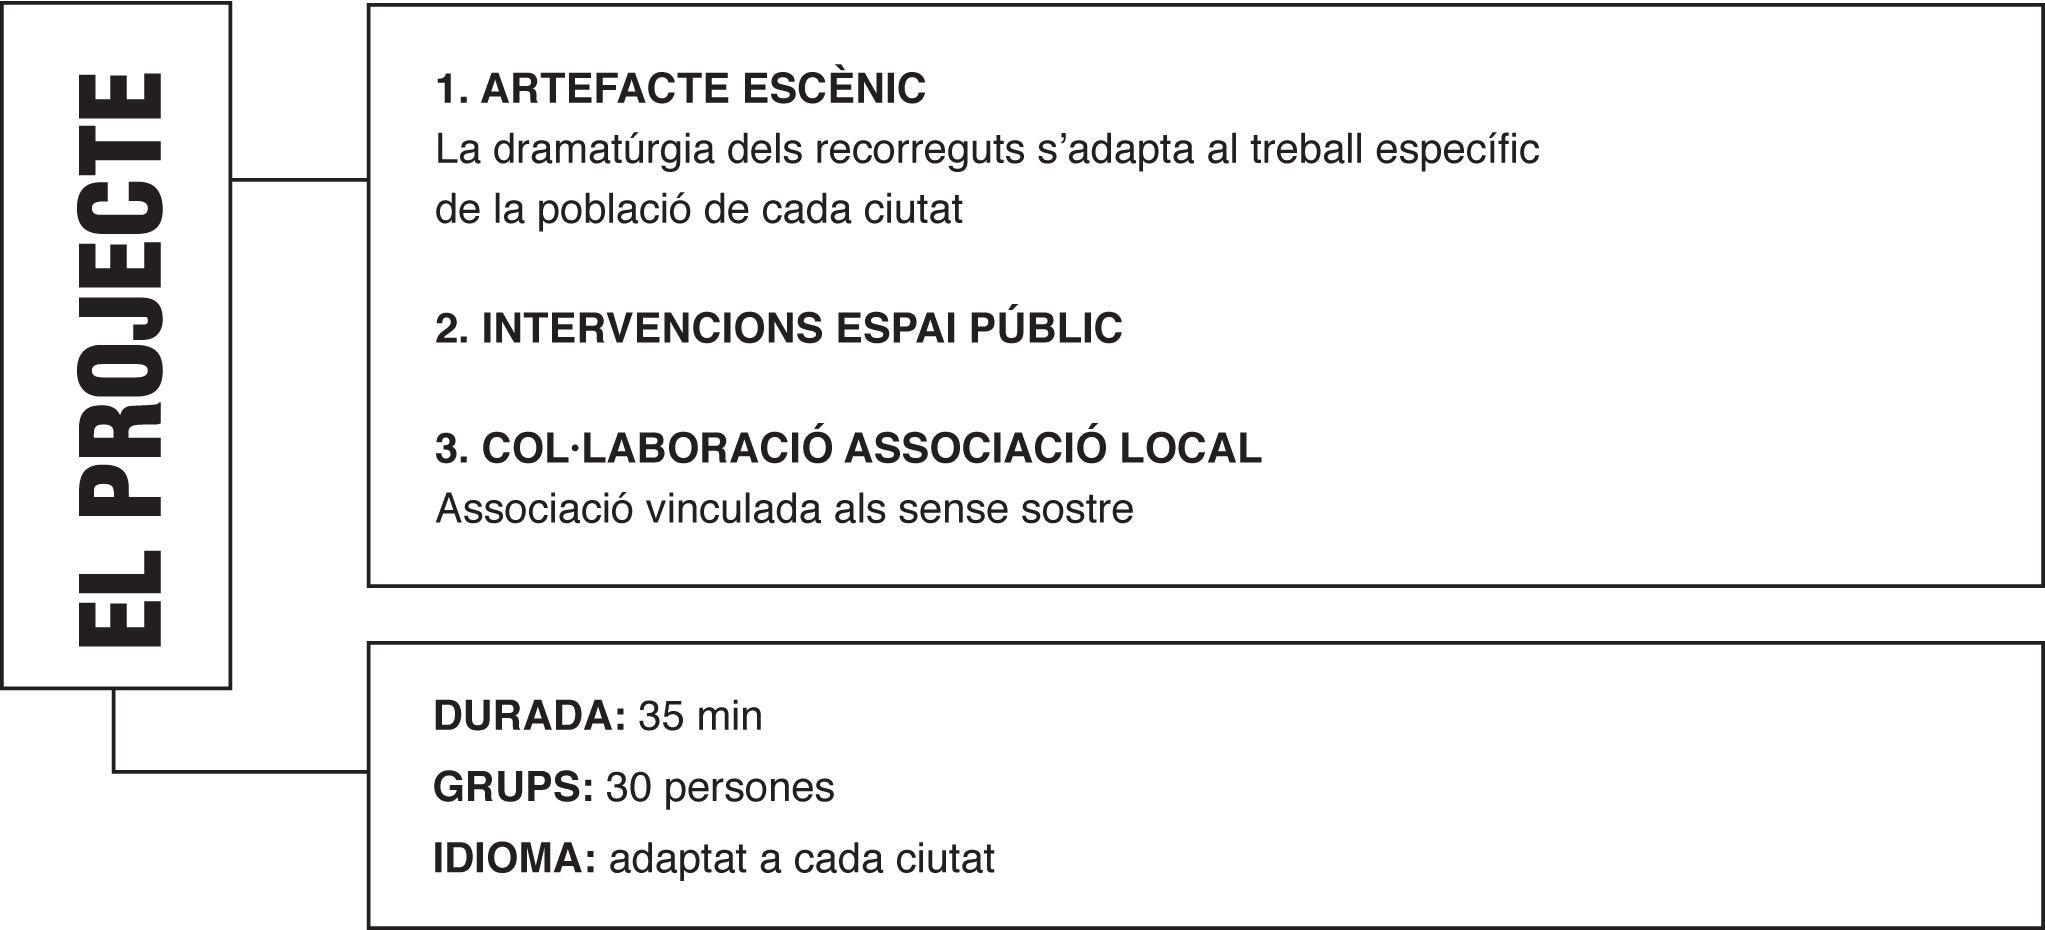 EL PROJECTE
1. ARTEFACTE ESCÈNIC
La dramatúrgia dels recorreguts s’adapta al treball específic
de la població de cada ciutat
2. INTERVENCIONS ESPAI PÚBLIC
3. COL·LABORACIÓ ASSOCIACIÓ LOCAL
Associació vinculada als sense sostre
DURADA: 35 min
GRUPS: 30 persones
IDIOMA: adaptat a cada ciutat